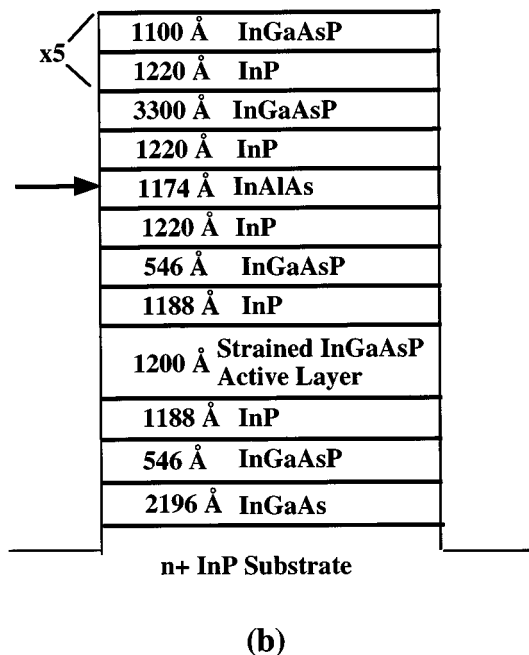 1100 Å InGaAsP
x5
1220 Å InP
3300 Å InGaAsP
1220 Å InP
1174 Å InAlAs
1220 Å InP
546 Å InGaAsP
1188 Å InP
1200 Å Strained InGaAsP
Active Layer
1188 Å InP
546 Å InGaAsP
2196 Å InGaAs
n+ InP Substrate
(b)